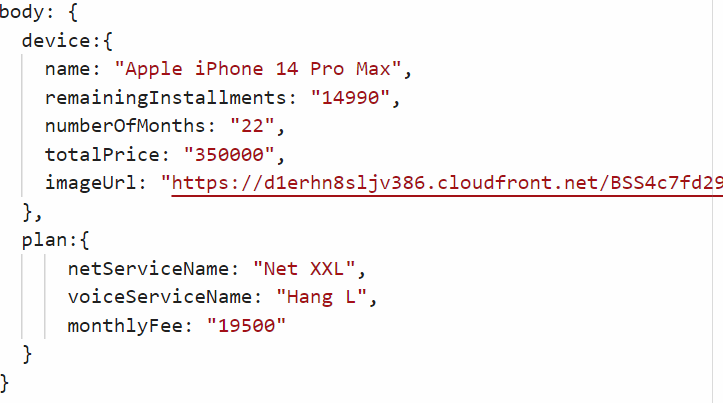 body: {
device:{
name: "Apple iPhone 14 Pro Max",
remainingInstallments: "14990",
numberOfMonths: "22",
totalPrice: "350000",
imageUrl: "https://d1erhn8sljv386.cloudfront.net/BSS4c7fd29
},
plan:{
netServiceName: "Net XXL",
voiceServiceName: "Hang L",
monthlyFee: "19500"
}
}